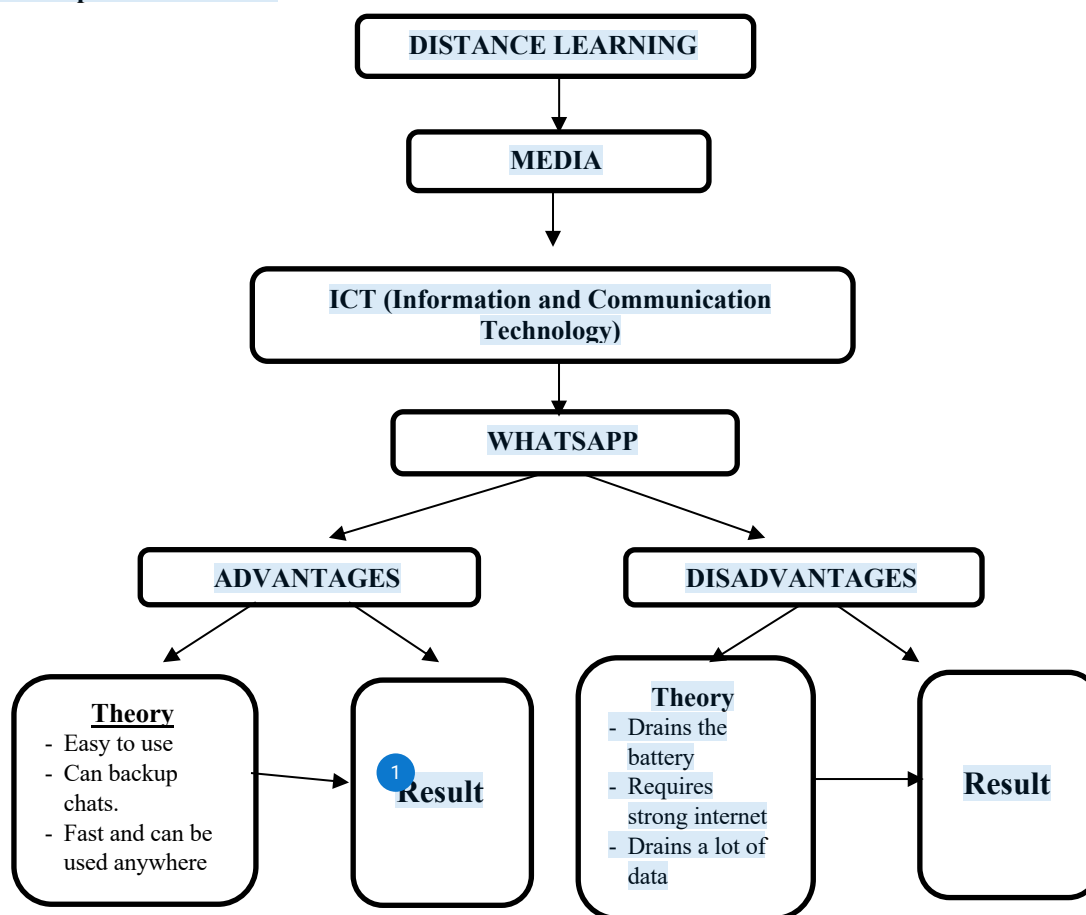 DISTANCE LEARNING
MEDIA
ICT (Information and Communication
Technology)
WHATSAPP
ADVANTAGES
DISADVANTAGES
Theory
- Easy to use
- Can backup
chats.
- Fast and can be
used anywhere
1
Result
Theory
- Drains the
battery
- Requires
strong internet
- Drains a lot of
data
Result